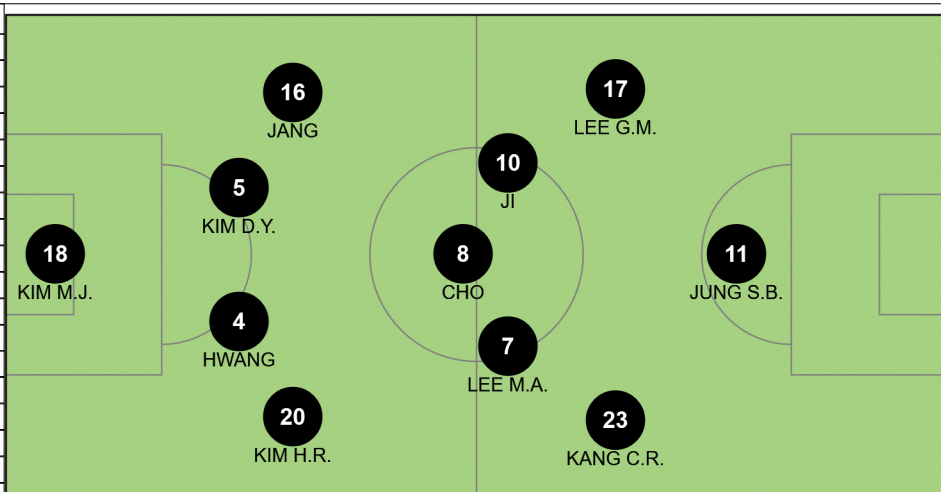 16
JANG
17
LEE G.M.
10
JI
5
KIM D.Y.
18
KIM M.J.
8
CHO
11
JUNG S.B.
4
HWANG
7
LEE M.A.
20
KIM H.R.
23
KANG C.R.